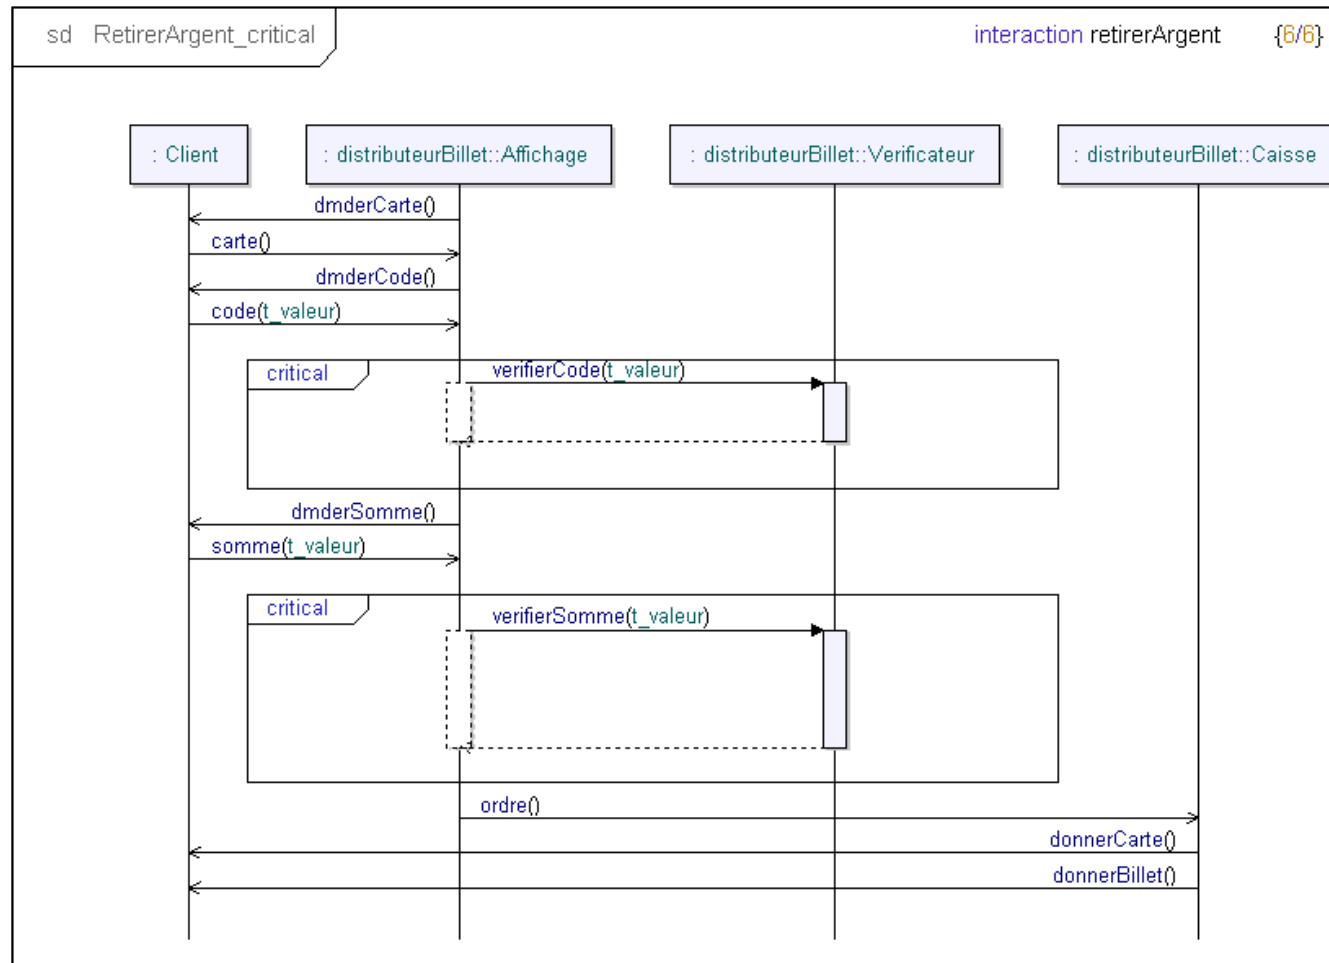 sd RetirerArgent_critical
interaction retirerArgent {6/6}
: Client
: distributeurBillet::Affichage
: distributeurBillet::Verificateur
: distributeurBillet::Caisse
dmderCarte()
carte()
dmderCode()
code(t_valeur)
critical
verifierCode(t_valeur)
dmderSomme()
somme(t_valeur)
critical
verifierSomme(t_valeur)
ordre()
donnerCarte()
donnerBillet()